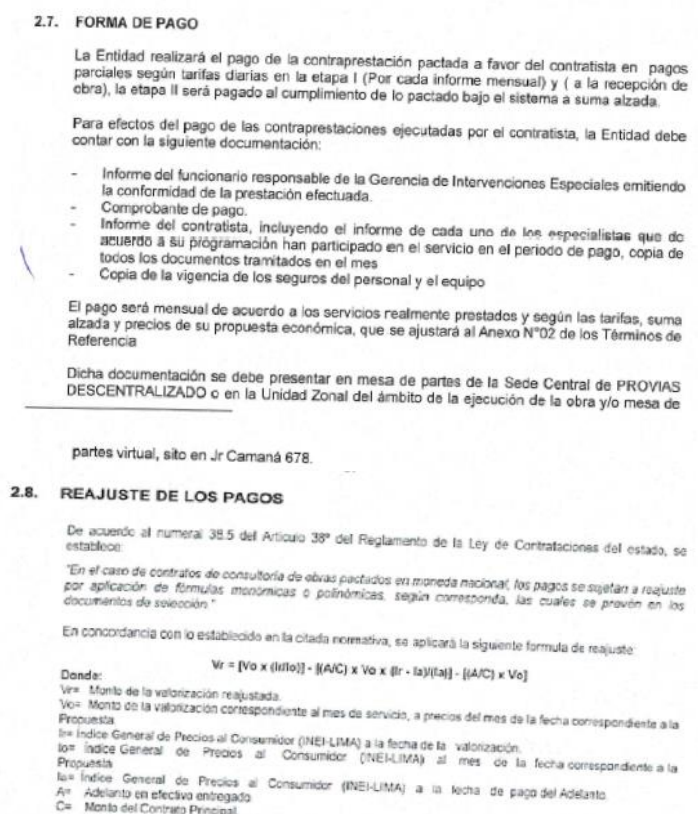 2.7. FORMA DE PAGO
La Entidad realizará el pago de la contraprestación pactada a favor del contratista en pagos
parciales según tarifas diarias en la etapa I (Por cada informe mensual) y ( a la recepción de
obra), la etapa II será pagado al cumplimiento de lo pactado bajo el sistema a suma alzada.
Para efectos del pago de las contraprestaciones ejecutadas por el contratista, la Entidad debe
contar con la siguiente documentación:
- Informe del funcionario responsable de la Gerencia de Intervenciones Especiales emitiendo
la conformidad de la prestación efectuada.
- Comprobante de pago.
- Informe del contratista, incluyendo el informe de cada uno de los especialistas que de
acuerdo a su programación han participado en el servicio en el periodo de pago, copia de
todos los documentos tramitados en el mes
- Copia de la vigencia de los seguros del personal y el equipo
El pago será mensual de acuerdo a los servicios realmente prestados y según las tarifas, suma
alzada y precios de su propuesta económica, que se ajustará al Anexo N°02 de los Términos de
Referencia
Dicha documentación se debe presentar en mesa de partes de la Sede Central de PROVIAS
DESCENTRALIZADO o en la Unidad Zonal del ámbito de la ejecución de la obra y/o mesa de
partes virtual, sito en Jr Camaná 678.
2.8. REAJUSTE DE LOS PAGOS
De acuerdo al numeral 38.5 del Articulo 38° del Reglamento de la Ley de Contrataciones del estado, se
establece:
"En el caso de contratos de consultoría de obras pactados en moneda nacional, los pagos se sujetan a reajuste
por aplicación de fórmulas monómicas o polinómicas, según corresponda, las cuales se prevén en los
documentos de selección."
En concordancia con lo establecido en la citada normativa, se aplicará la siguiente formula de reajuste:
Vr = [Vo x (Ir/Io)] - [(A/C) x Vo x (Ir - Ia)/(Ia)] - [(A/C) x Vo]
Donde:
Vr= Monto de la valorización reajustada.
Vo= Monto de la valorización correspondiente al mes de servicio, a precios del mes de la fecha correspondiente a la
Propuesta
Ir= Índice General de Precios al Consumidor (INEI-LIMA) a la fecha de la valorización.
Io= Índice General de Precios al Consumidor (INEI-LIMA) al mes de la fecha correspondiente a la
Propuesta
Ia= Índice General de Precios al Consumidor (INEI-LIMA) a la fecha de pago del Adelanto.
A= Adelanto en efectivo entregado
C= Monto del Contrato Principal